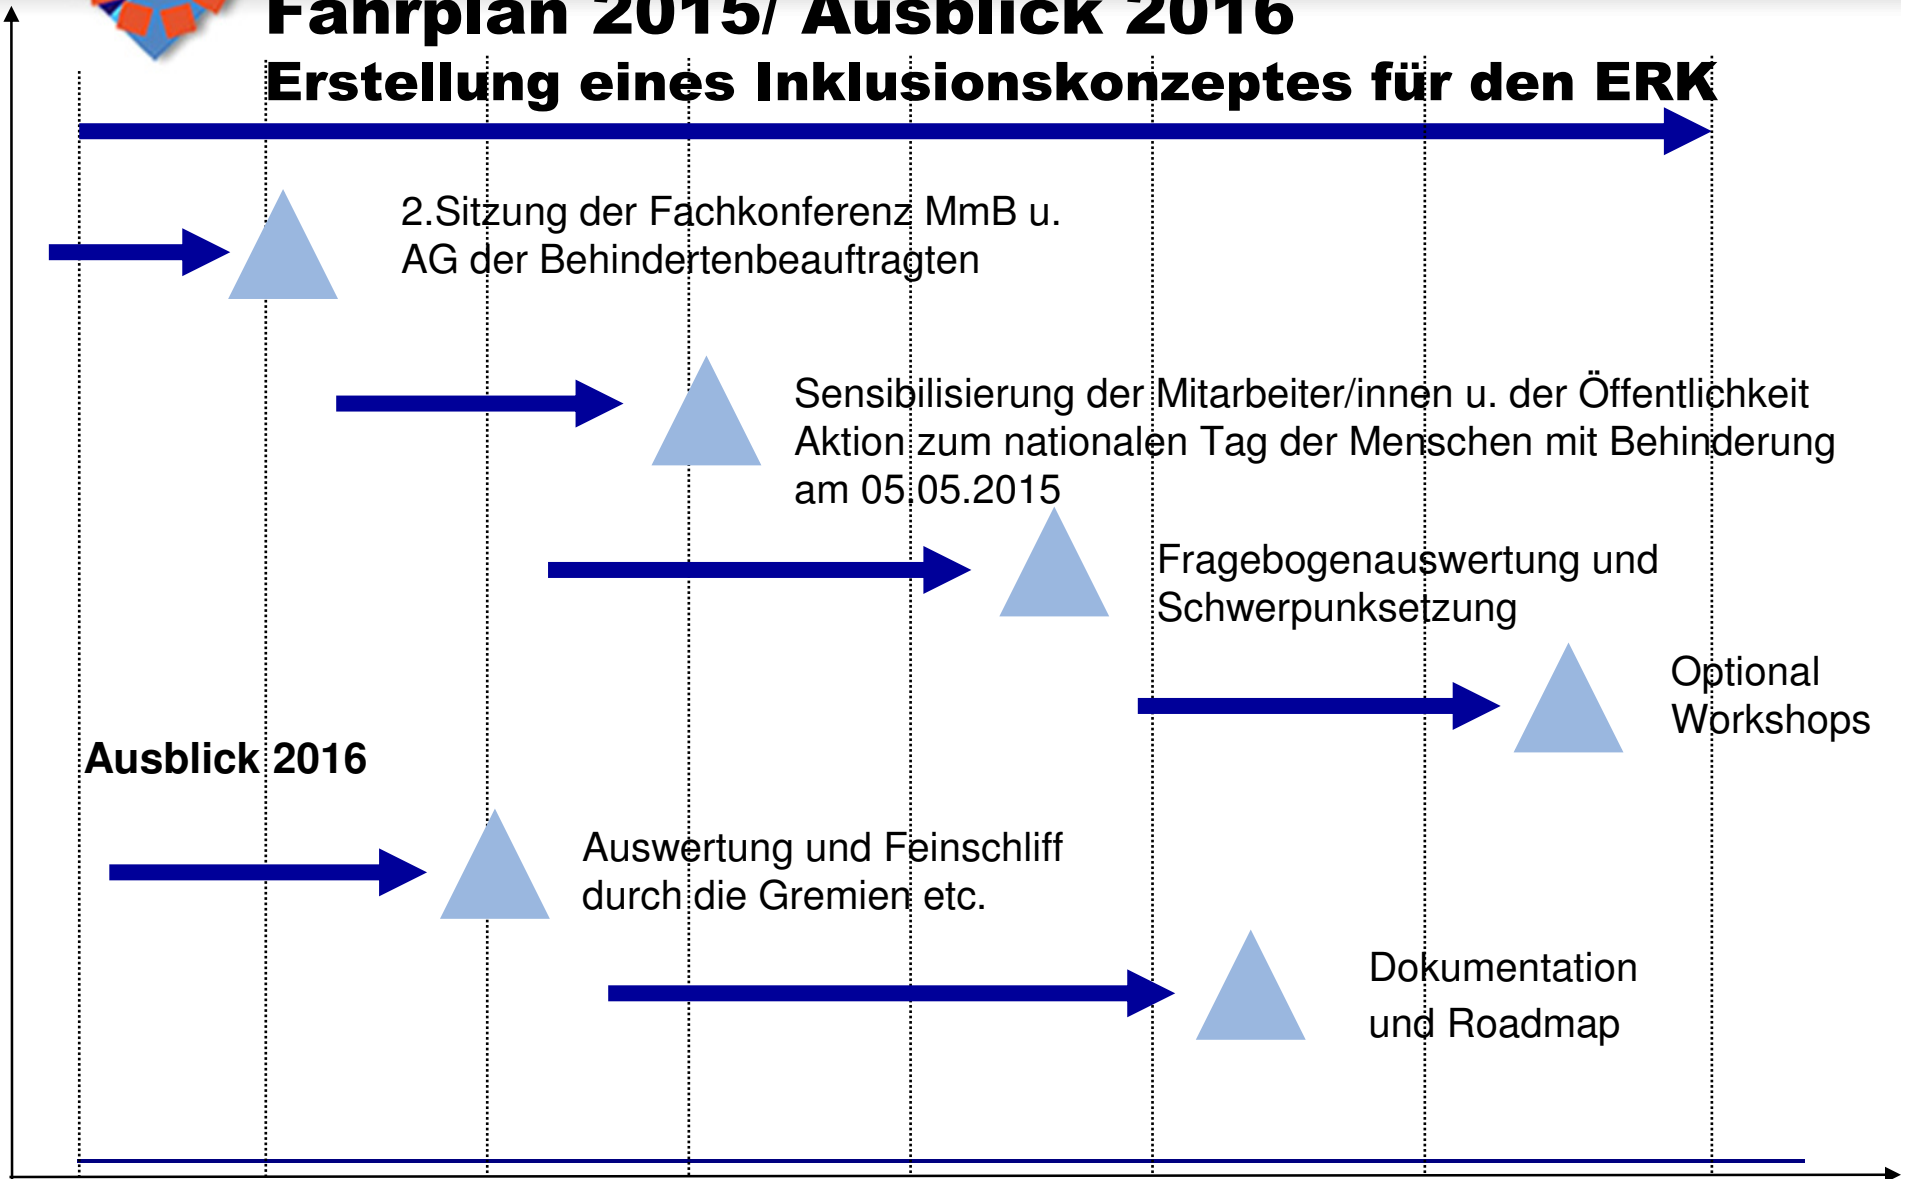 Fahrplan 2015/ Ausblick 2016
Erstellung eines Inklusionskonzeptes für den ERK
2.Sitzung der Fachkonferenz MmB u.
AG der Behindertenbeauftragten
Sensibilisierung der Mitarbeiter/innen u. der Öffentlichkeit
Aktion zum nationalen Tag der Menschen mit Behinderung
am 05.05.2015
Fragebogenauswertung und
Schwerpunksetzung
Optional
Workshops
Ausblick 2016
Auswertung und Feinschliff
durch die Gremien etc.
Dokumentation
und Roadmap